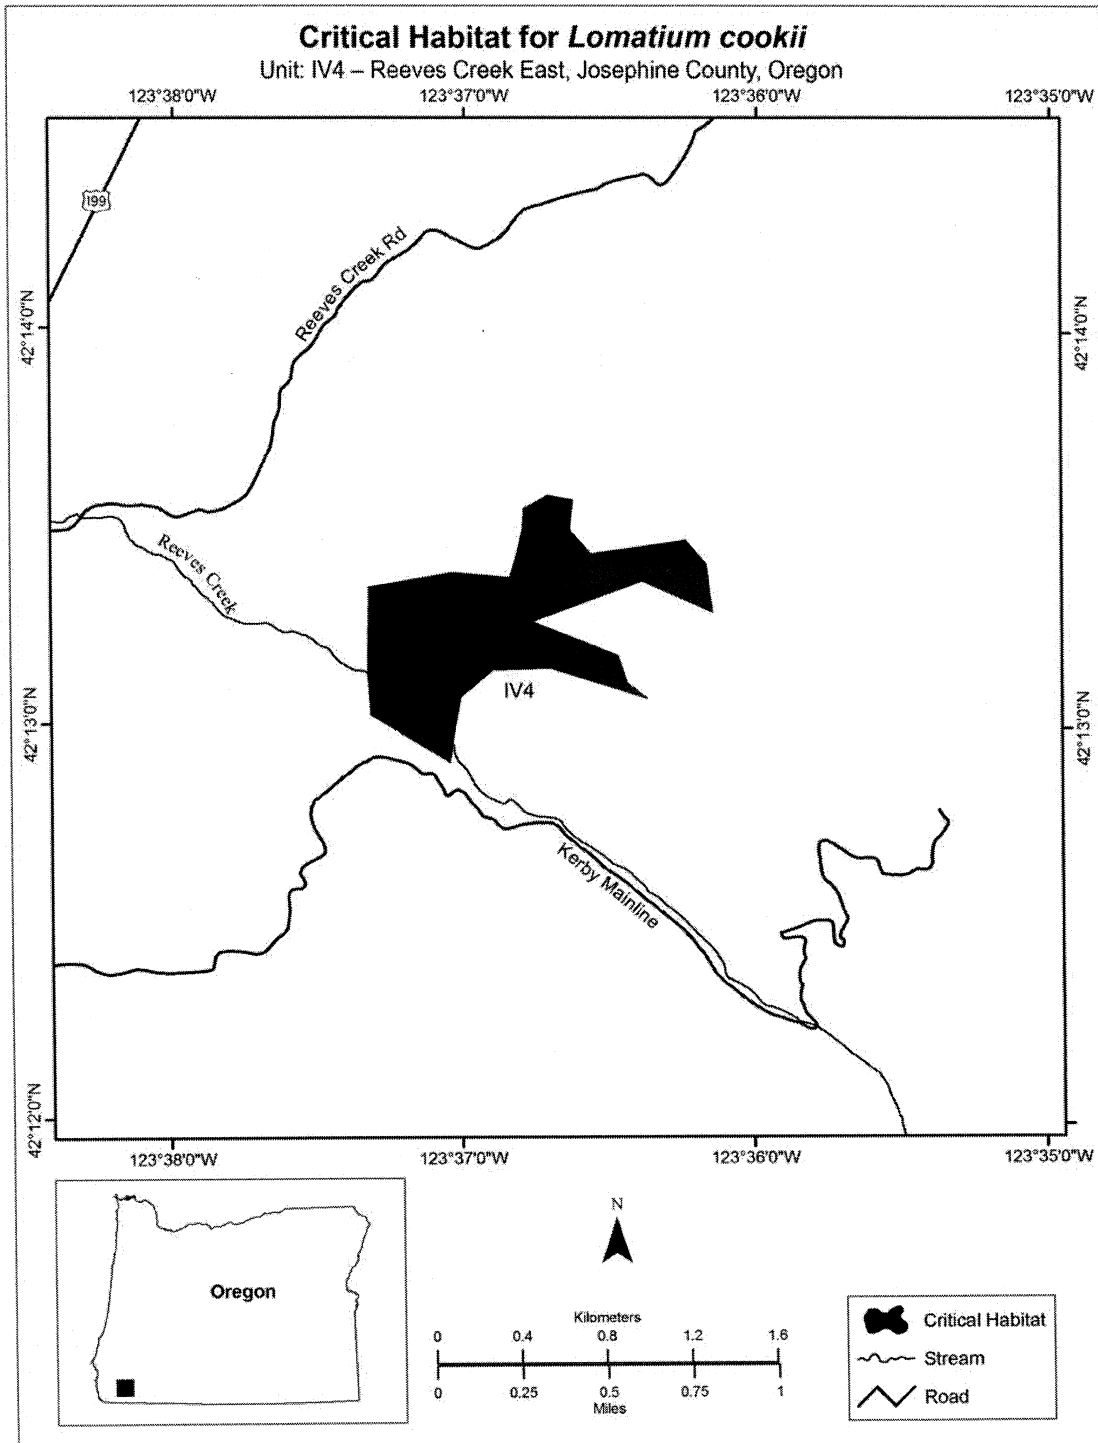 Critical Habitat for Lomatium cookii
Unit: IV4 – Reeves Creek East, Josephine County, Oregon
123°38'0"W
123°37'0"W
123°36'0"W
123°35'0"W
199
Reeves Creek Rd
42°14'0"N
42°14'0"N
Reeves Creek
IV4
42°13'0"N
42°13'0"N
Kerby Mainline
42°12'0"N
123°38'0"W
123°37'0"W
123°36'0"W
123°35'0"W
Oregon
N
Kilometers
0 0.4 0.8 1.2 1.6
0 0.25 0.5 0.75 1
Miles
Critical Habitat
Stream
Road